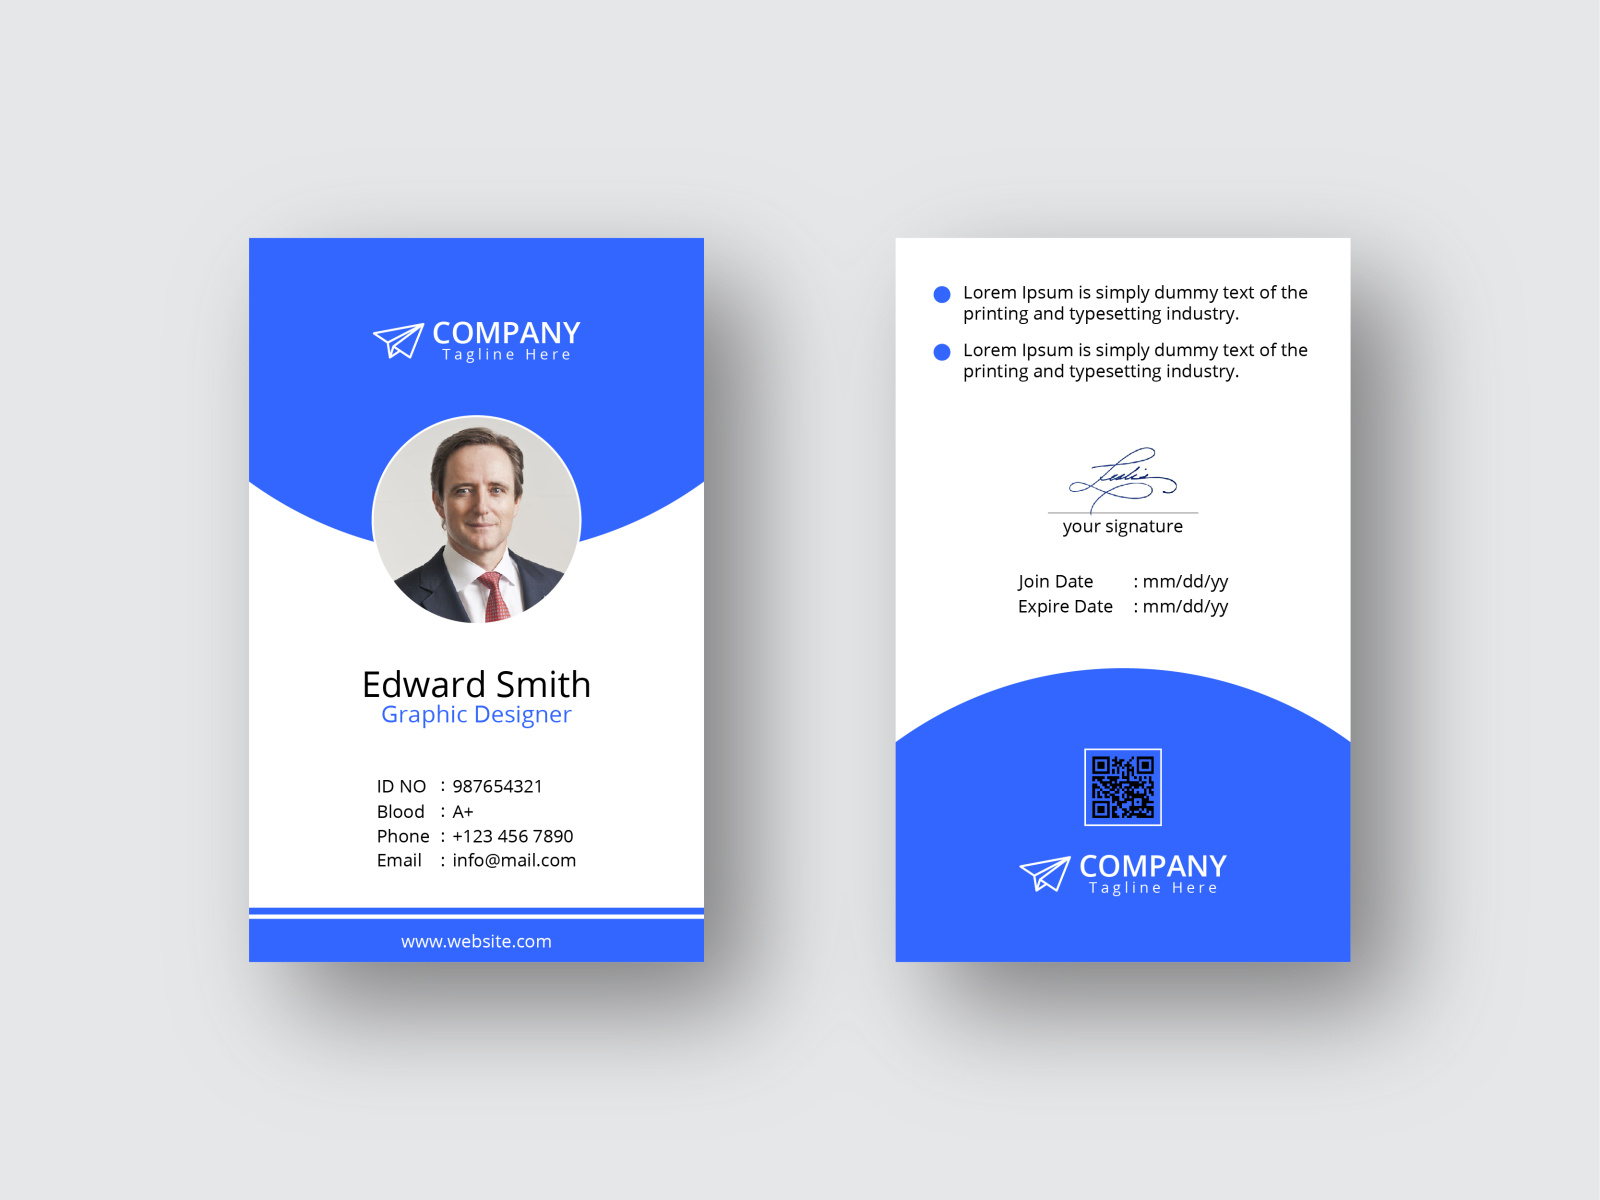 COMPANY
Tagline Here
Edward Smith
Graphic Designer
ID NO : 987654321
Blood : A+
Phone : +123 456 7890
Email : info@mail.com
www.website.com
Lorem Ipsum is simply dummy text of the
printing and typesetting industry.
Lorem Ipsum is simply dummy text of the
printing and typesetting industry.
Leslie
your signature
Join Date : mm/dd/yy
Expire Date : mm/dd/yy
COMPANY
Tagline Here